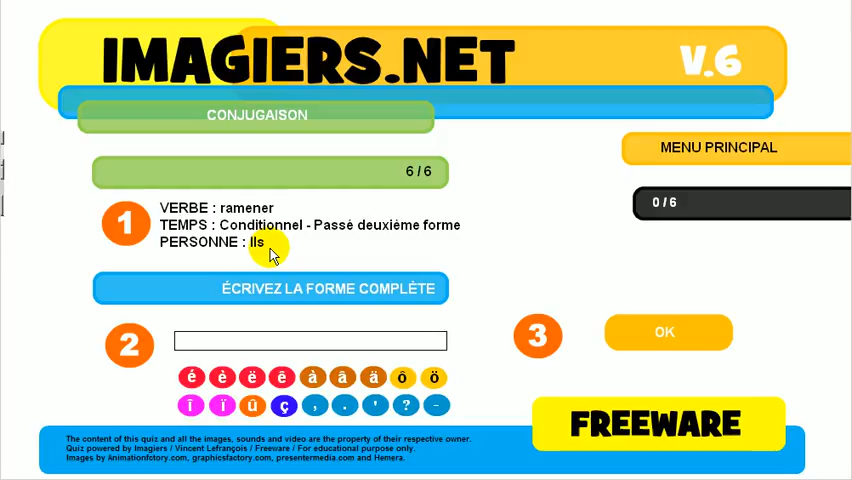 IMAGIERS.NET
V.6
CONJUGAISON
MENU PRINCIPAL
6 / 6
0 / 6
1
VERBE : ramener
TEMPS : Conditionnel - Passé deuxième forme
PERSONNE : Ils
ÉCRIVEZ LA FORME COMPLÈTE
2
3
OK
é è ë ê à â ä ô ö
î ï û ç , . ' ? -
FREEWARE
The content of this quiz and all the images, sounds and video are the property of their respective owner.
Quiz powered by Imagiers / Vincent Lefrançois / Freeware / For educational purpose only.
Images by Animationfctory.com, graphicsfactory.com, presentermedia.com and Hemera.